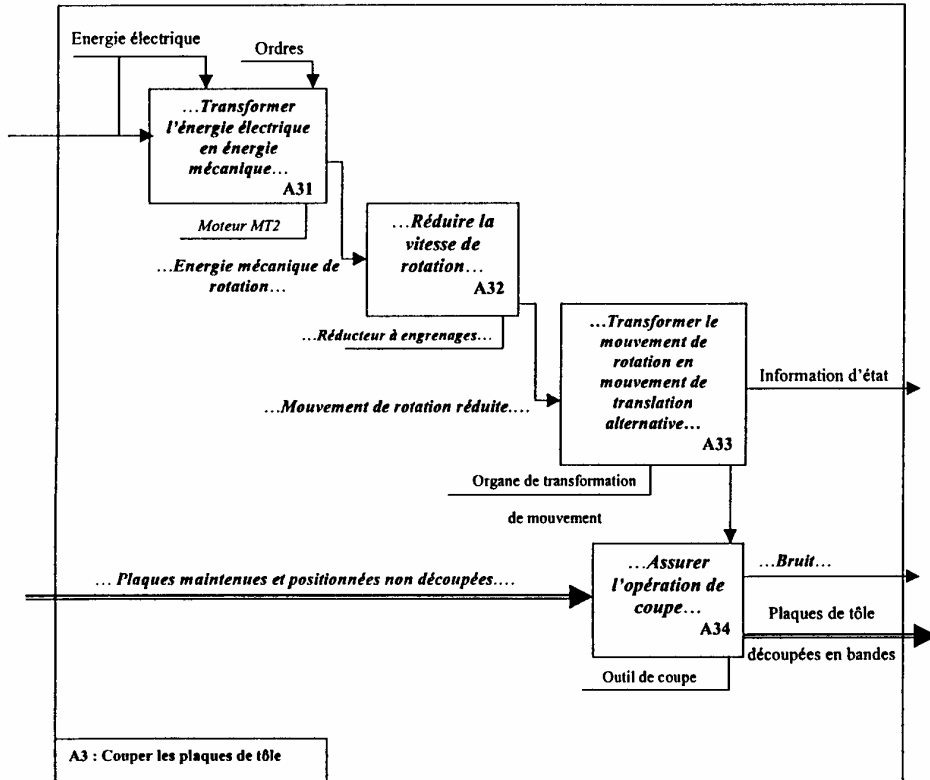 Energie électrique
Ordres
…Transformer
l'énergie électrique
en énergie
mécanique…
A31
Moteur MT2
…Réduire la
vitesse de
rotation…
A32
…Energie mécanique de
rotation…
…Réducteur à engrenages…
…Transformer le
mouvement de
rotation en
mouvement de
translation
alternative…
A33
Information d'état
…Mouvement de rotation réduite….
Organe de transformation
de mouvement
…Assurer
l'opération de
coupe…
A34
…Bruit…
… Plaques maintenues et positionnées non découpées….
Plaques de tôle
découpées en bandes
Outil de coupe
A3 : Couper les plaques de tôle